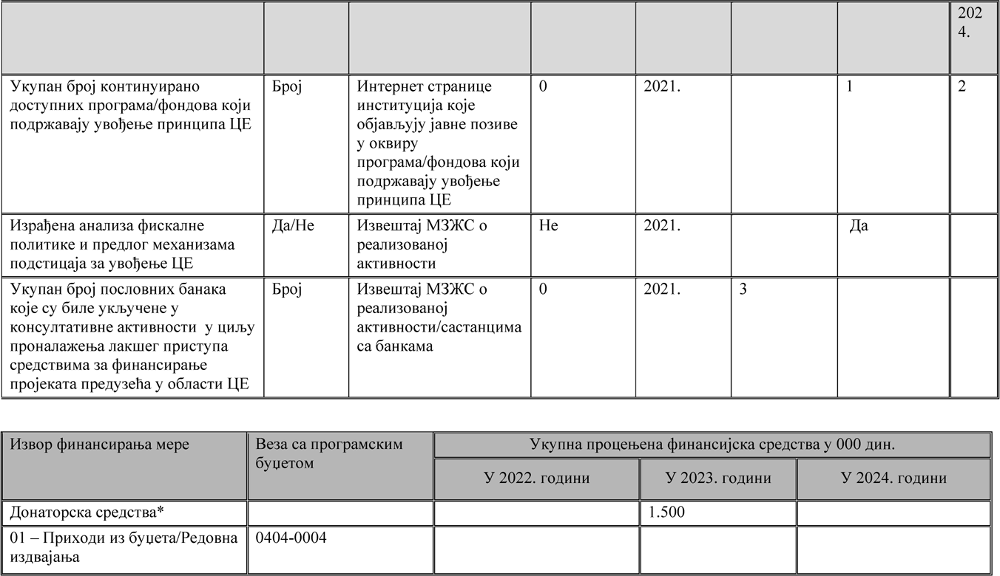 202
4.
Укупан број континуирано
доступних програма/фондова који
подржавају увођење принципа ЦЕ
Број
Интернет странице
институција које
објављују јавне позиве
у оквиру
програма/фондова који
подржавају увођење
принципа ЦЕ
0
2021.
1
2
Израђена анализа фискалне
политике и предлог механизама
подстицаја за увођење ЦЕ
Да/Не
Извештај МЗЖС о
реализованој
активности
Не
2021.
Да
Укупан број пословних банака
које су биле укључене у
консултативне активности у циљу
проналажења лакшег приступа
средствима за финансирање
пројеката предузећа у области ЦЕ
Број
Извештај МЗЖС о
реализованој
активности/састанцима
са банкама
0
2021.
3
Извор финансирања мере
Веза са програмским
буџетом
Укупна процењена финансијска средства у 000 дин.
У 2022. години
У 2023. години
У 2024. години
Донаторска средства*
1.500
01 – Приходи из буџета/Редовна
издвајања
0404-0004